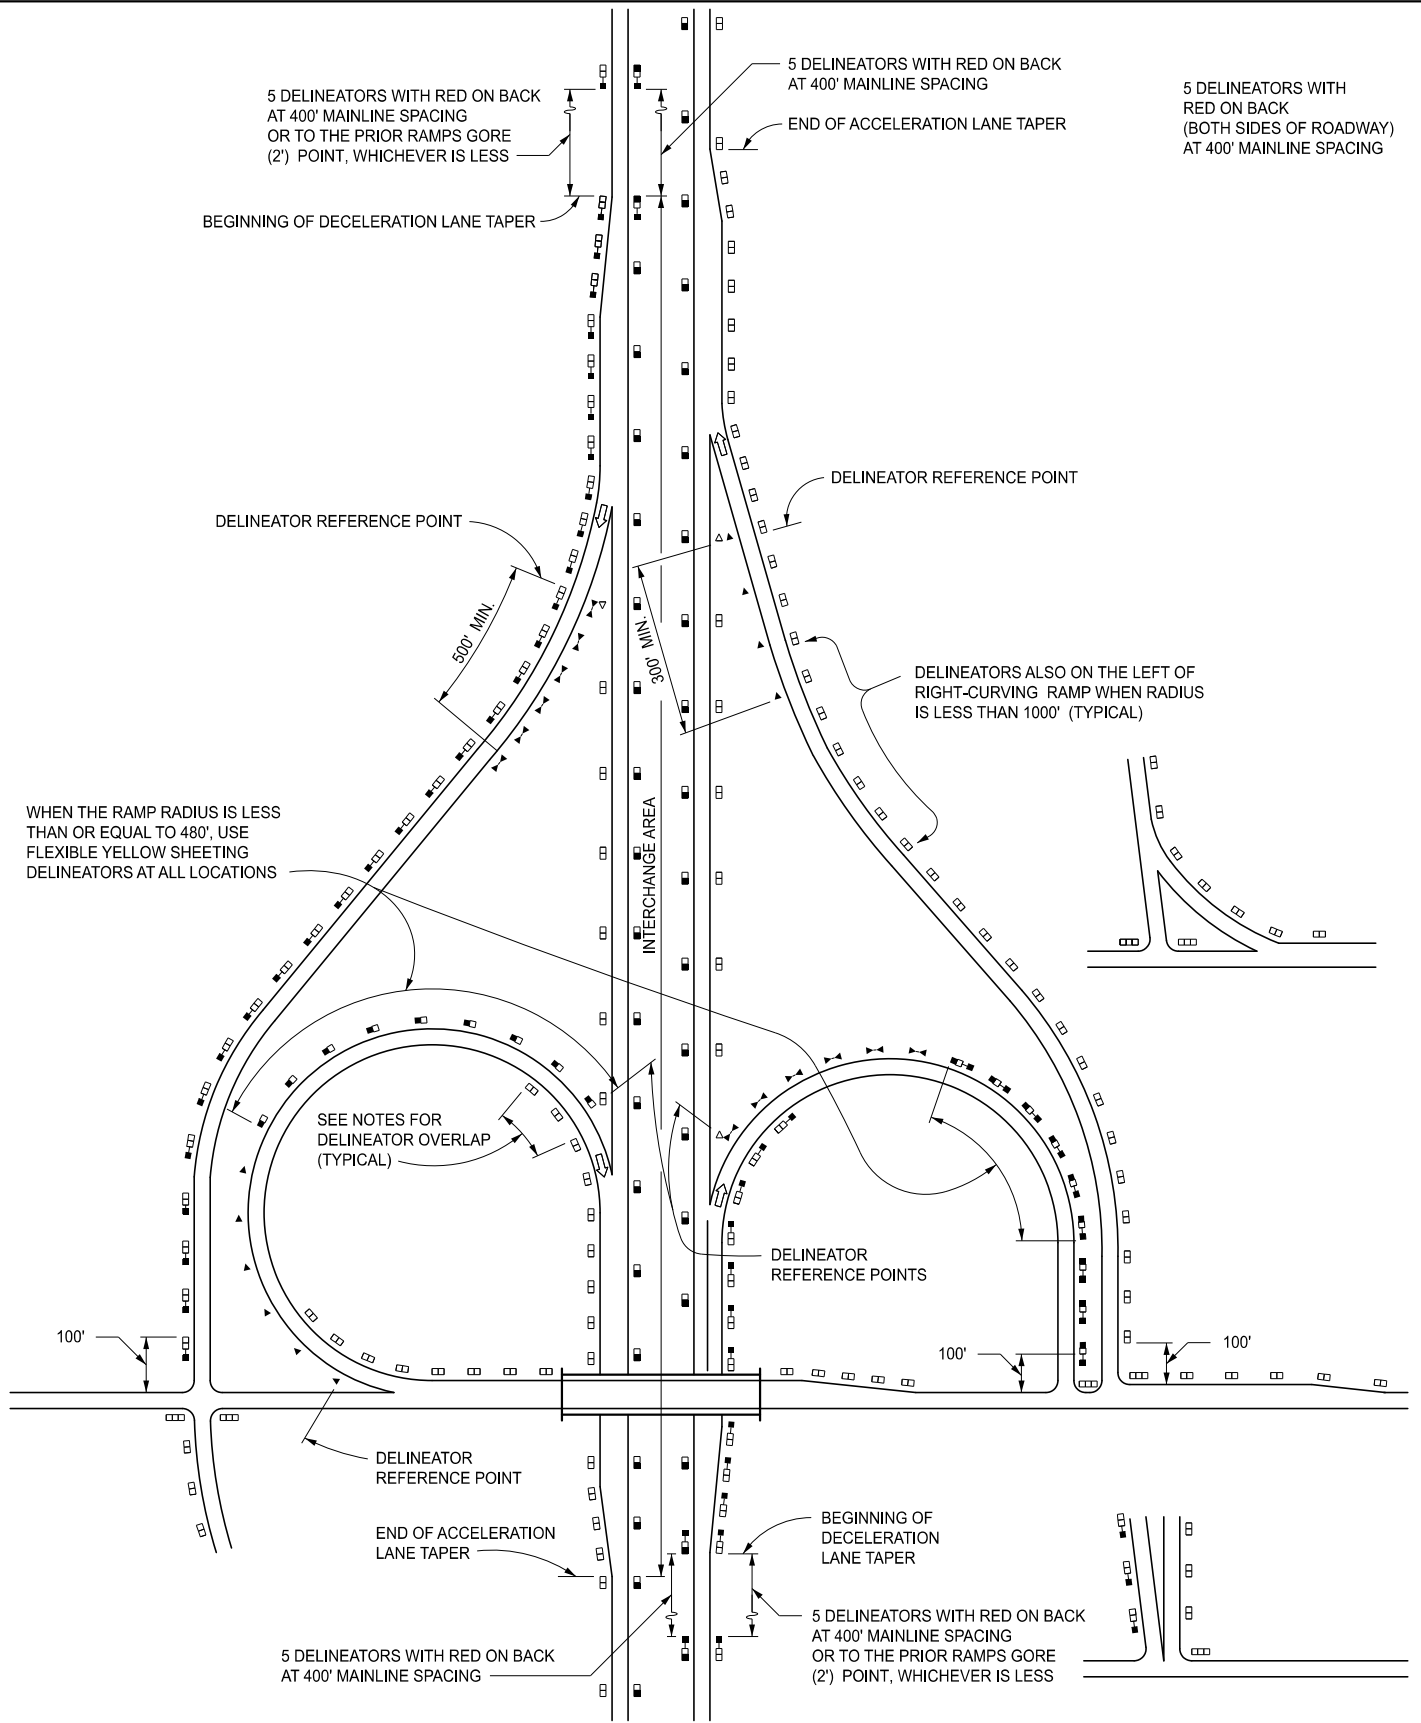 5 DELINEATORS WITH RED ON BACK
AT 400' MAINLINE SPACING
OR TO THE PRIOR RAMPS GORE
(2') POINT, WHICHEVER IS LESS
5 DELINEATORS WITH RED ON BACK
AT 400' MAINLINE SPACING
5 DELINEATORS WITH
RED ON BACK
(BOTH SIDES OF ROADWAY)
AT 400' MAINLINE SPACING
END OF ACCELERATION LANE TAPER
BEGINNING OF DECELERATION LANE TAPER
DELINEATOR REFERENCE POINT
DELINEATOR REFERENCE POINT
500' MIN.
300' MIN.
DELINEATORS ALSO ON THE LEFT OF
RIGHT-CURVING RAMP WHEN RADIUS
IS LESS THAN 1000' (TYPICAL)
WHEN THE RAMP RADIUS IS LESS
THAN OR EQUAL TO 480', USE
FLEXIBLE YELLOW SHEETING
DELINEATORS AT ALL LOCATIONS
INTERCHANGE AREA
SEE NOTES FOR
DELINEATOR OVERLAP
(TYPICAL)
DELINEATOR
REFERENCE POINTS
100'
100'
100'
DELINEATOR
REFERENCE POINT
END OF ACCELERATION
LANE TAPER
BEGINNING OF
DECELERATION
LANE TAPER
5 DELINEATORS WITH RED ON BACK
AT 400' MAINLINE SPACING
5 DELINEATORS WITH RED ON BACK
AT 400' MAINLINE SPACING
OR TO THE PRIOR RAMPS GORE
(2') POINT, WHICHEVER IS LESS